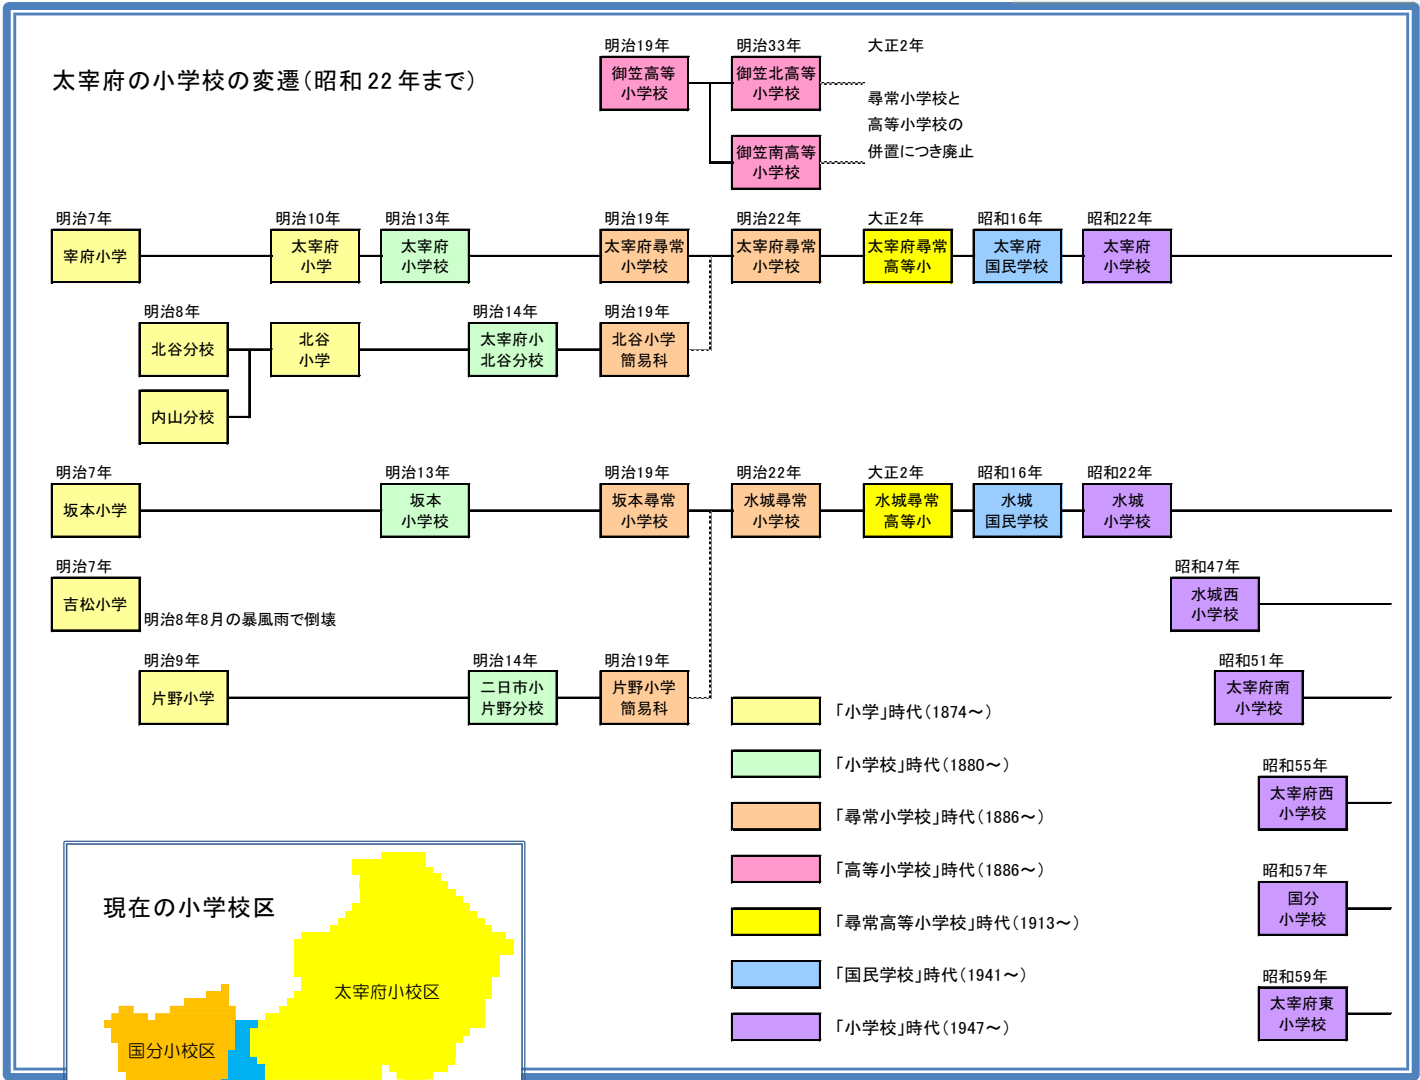 太宰府の小学校の変遷（昭和22年まで）
明治19年
御笠高等
小学校
明治33年
御笠北高等
小学校
大正2年
尋常小学校と
高等小学校の
併置につき廃止
御笠南高等
小学校
明治7年
宰府小学
明治10年
太宰府
小学
明治13年
太宰府
小学校
明治19年
太宰府尋常
小学校
明治22年
太宰府尋常
小学校
大正2年
太宰府尋常
高等小
昭和16年
太宰府
国民学校
昭和22年
太宰府
小学校
明治8年
北谷分校
北谷
小学
明治14年
太宰府小
北谷分校
明治19年
北谷小学
簡易科
内山分校
明治7年
坂本小学
明治13年
坂本
小学校
明治19年
坂本尋常
小学校
明治22年
水城尋常
小学校
大正2年
水城尋常
高等小
昭和16年
水城
国民学校
昭和22年
水城
小学校
明治7年
吉松小学
明治8年8月の暴風雨で倒壊
昭和47年
水城西
小学校
明治9年
片野小学
明治14年
二日市小
片野分校
明治19年
片野小学
簡易科
昭和51年
太宰府南
小学校
昭和55年
太宰府西
小学校
昭和57年
国分
小学校
昭和59年
太宰府東
小学校
「小学」時代（1874～）
「小学校」時代（1880～）
「尋常小学校」時代（1886～）
「高等小学校」時代（1886～）
「尋常高等小学校」時代（1913～）
「国民学校」時代（1941～）
「小学校」時代（1947～）
現在の小学校区
太宰府小校区
国分小校区